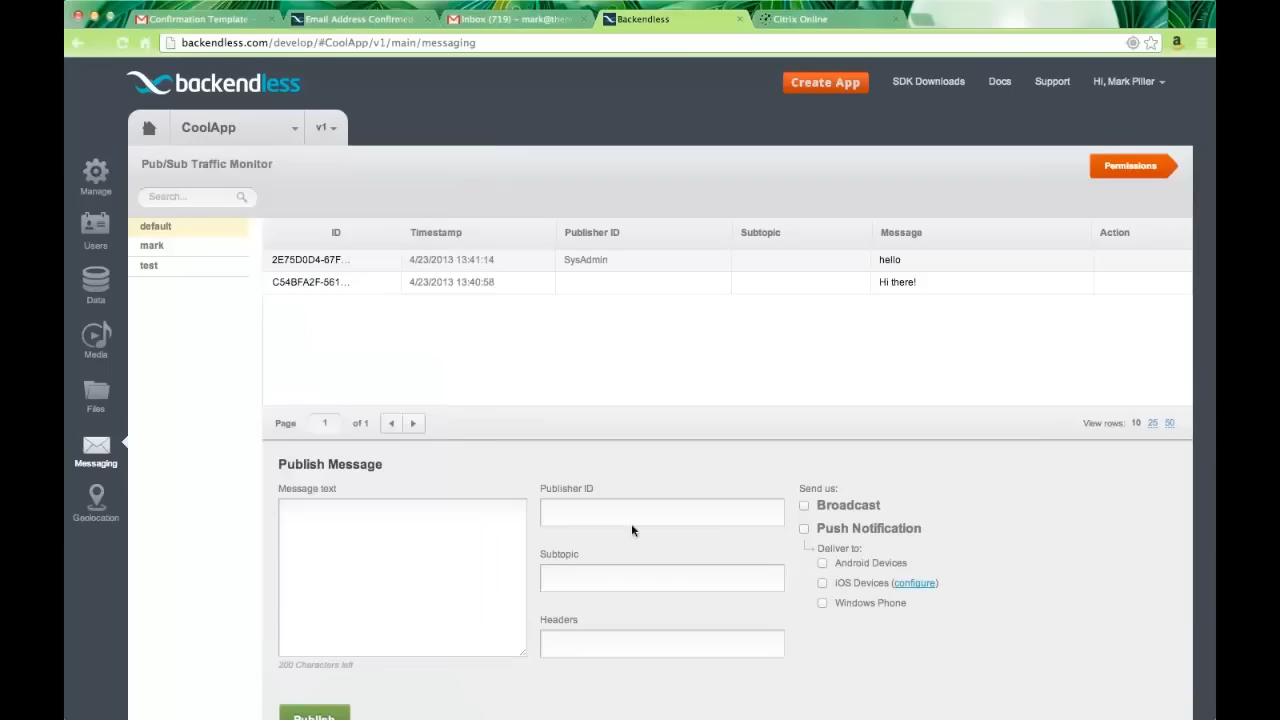 Confirmation Template
Email Address Confirmed
Inbox (719) – mark@the
Backendless
Citrix Online
backendless.com/develop/#CoolApp/v1/main/messaging
backendless
Create App
SDK Downloads
Docs
Support
Hi, Mark Piller
CoolApp
v1
Pub/Sub Traffic Monitor
Permissions
Search...
Manage
Users
Data
Media
Files
Messaging
Geolocation
default
mark
test
ID Timestamp Publisher ID Subtopic Message Action
2E75D0D4-67F... 4/23/2013 13:41:14 SysAdmin hello
C54BFA2F-561... 4/23/2013 13:40:58 Hi there!
Page 1 of 1
View rows: 10 25 50
Publish Message
Message text
200 Characters left
Publish
Publisher ID
Subtopic
Headers
Send us:
Broadcast
Push Notification
Deliver to:
Android Devices
iOS Devices (configure)
Windows Phone